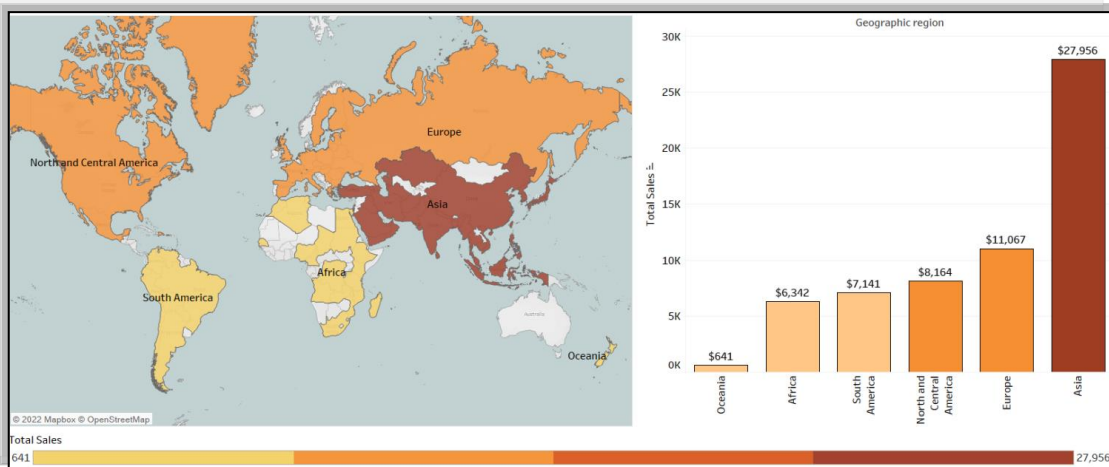 North and Central America
Europe
Asia
Africa
South America
Australia
Oceania
© 2022 Mapbox © OpenStreetMap
Geographic region
Total Sales
30K
25K
20K
15K
10K
5K
0K
$641
$6,342
$7,141
$8,164
$11,067
$27,956
Oceania
Africa
South
America
North and
Central
America
Europe
Asia
Total Sales
641
27,956